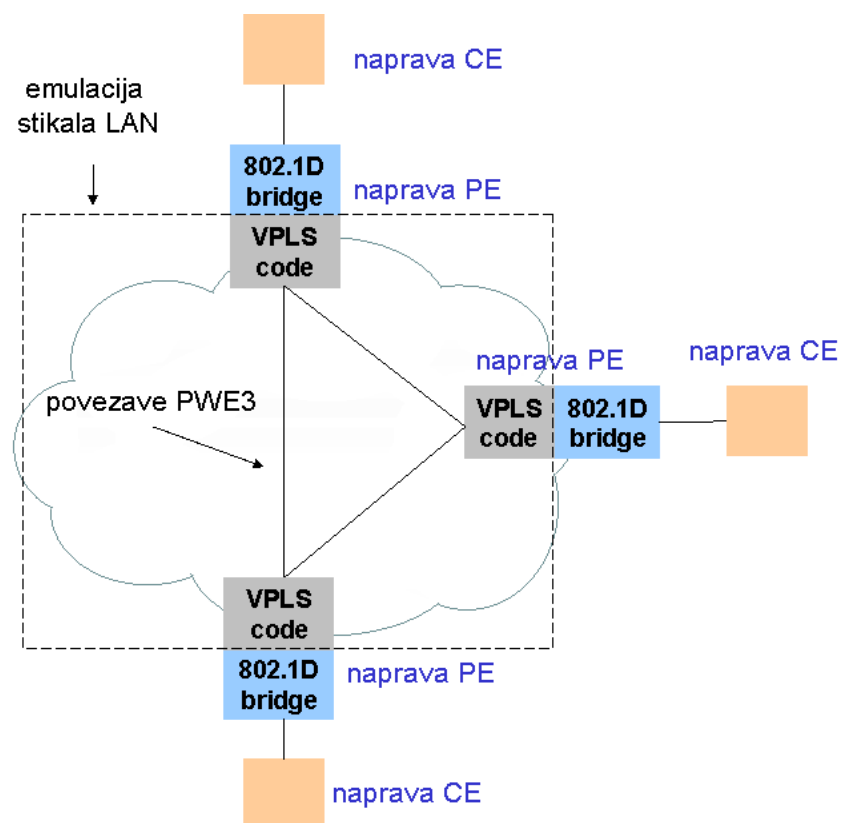 naprava CE
emulacija
stikala LAN
802.1D
bridge
naprava PE
VPLS
code
naprava PE
naprava CE
povezave PWE3
VPLS
code
802.1D
bridge
VPLS
code
802.1D
bridge
naprava PE
naprava CE